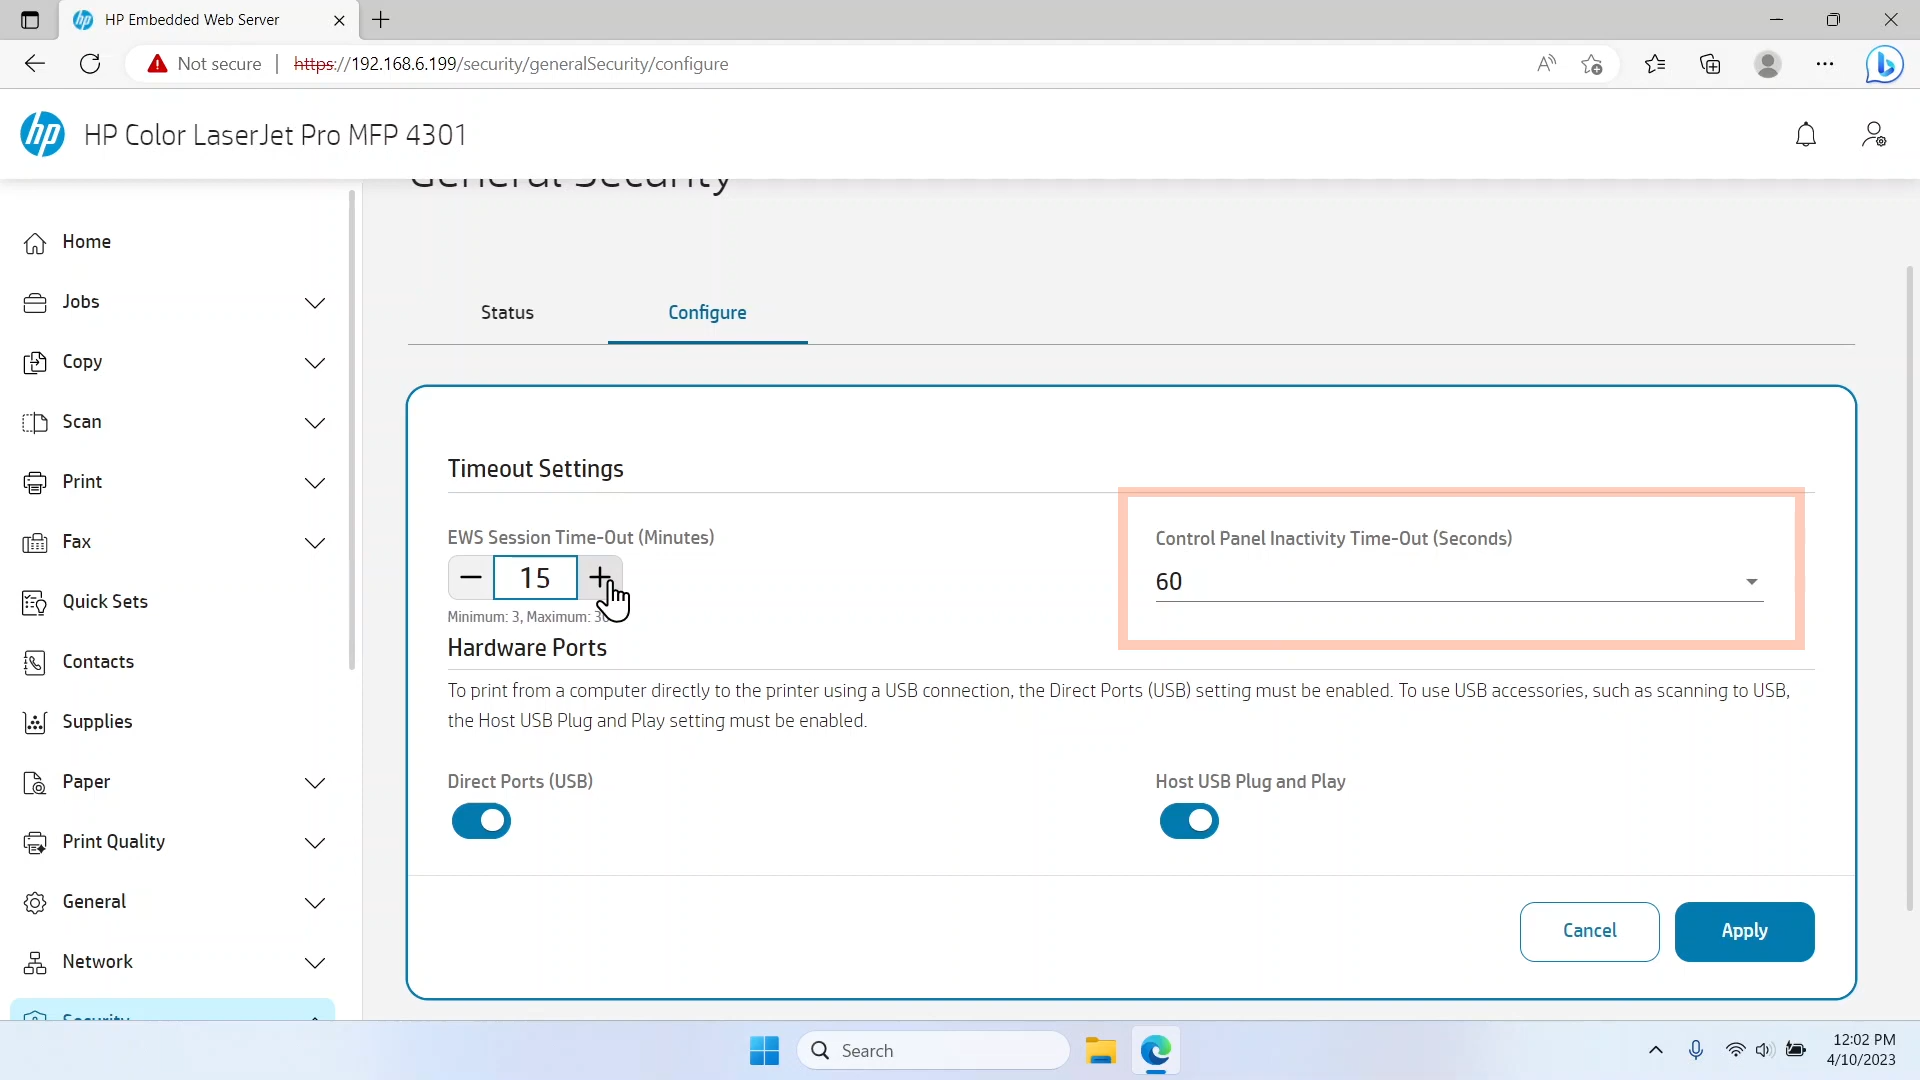 HP Embedded Web Server
Not secure
https://192.168.6.199/security/generalSecurity/configure
hp
HP Color LaserJet Pro MFP 4301
General Security
Home
Jobs
Copy
Scan
Print
Fax
Quick Sets
Contacts
Supplies
Paper
Print Quality
General
Network
Security
Status
Configure
Timeout Settings
EWS Session Time-Out (Minutes)
15
Minimum: 3, Maximum:
Control Panel Inactivity Time-Out (Seconds)
60
Hardware Ports
To print from a computer directly to the printer using a USB connection, the Direct Ports (USB) setting must be enabled. To use USB accessories, such as scanning to USB,
the Host USB Plug and Play setting must be enabled.
Direct Ports (USB)
Host USB Plug and Play
Cancel
Apply
Search
12:02 PM
4/10/2023